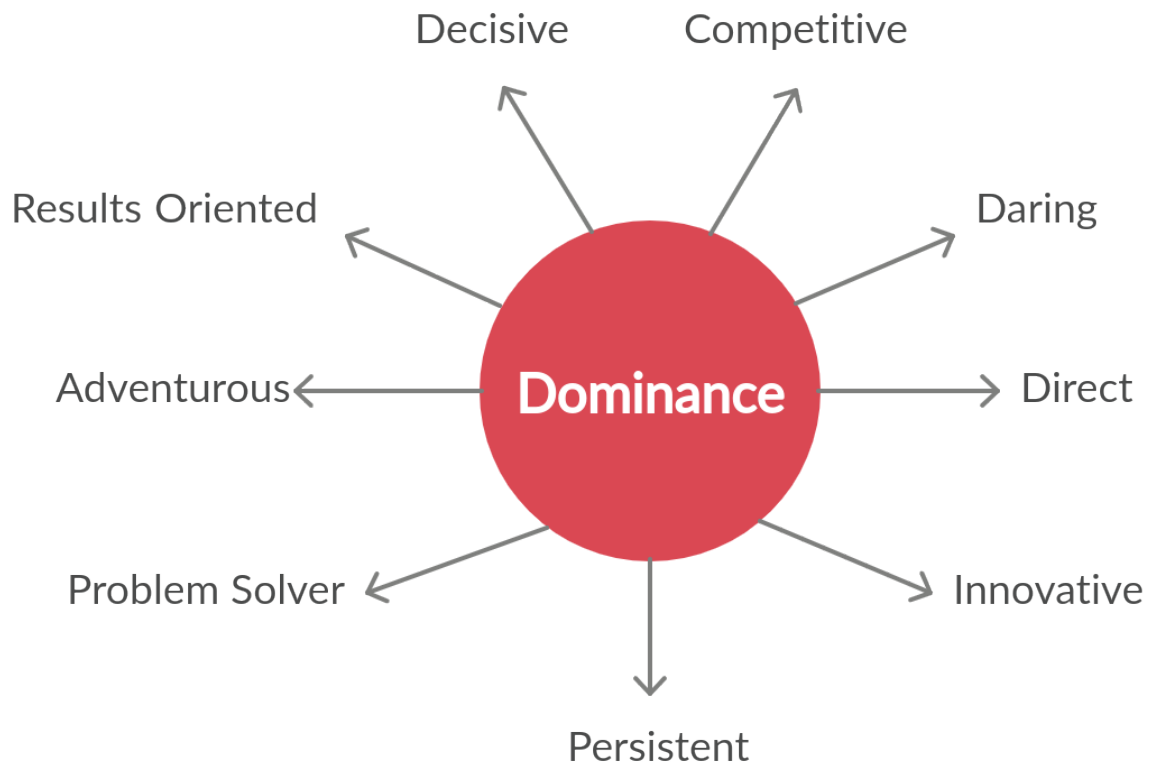 Decisive
Competitive
Results Oriented
Daring
Adventurous
Dominance
Direct
Problem Solver
Innovative
Persistent